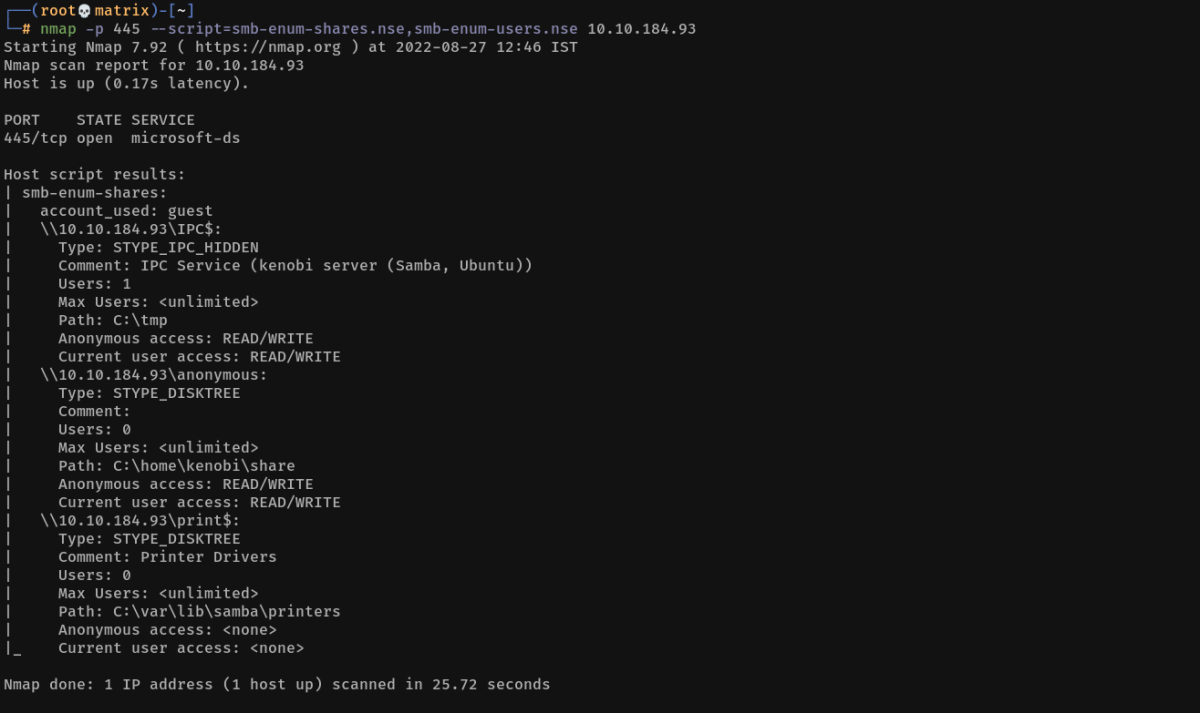 ┌──(root💀matrix)-[~]
└─# nmap -p 445 --script=smb-enum-shares.nse,smb-enum-users.nse 10.10.184.93
Starting Nmap 7.92 ( https://nmap.org ) at 2022-08-27 12:46 IST
Nmap scan report for 10.10.184.93
Host is up (0.17s latency).

PORT    STATE SERVICE
445/tcp open  microsoft-ds

Host script results:
| smb-enum-shares:
|   account_used: guest
|   \\10.10.184.93\IPC$:
|     Type: STYPE_IPC_HIDDEN
|     Comment: IPC Service (kenobi server (Samba, Ubuntu))
|     Users: 1
|     Max Users: <unlimited>
|     Path: C:\tmp
|     Anonymous access: READ/WRITE
|     Current user access: READ/WRITE
|   \\10.10.184.93\anonymous:
|     Type: STYPE_DISKTREE
|     Comment:
|     Users: 0
|     Max Users: <unlimited>
|     Path: C:\home\kenobi\share
|     Anonymous access: READ/WRITE
|     Current user access: READ/WRITE
|   \\10.10.184.93\print$:
|     Type: STYPE_DISKTREE
|     Comment: Printer Drivers
|     Users: 0
|     Max Users: <unlimited>
|     Path: C:\var\lib\samba\printers
|     Anonymous access: <none>
|_    Current user access: <none>

Nmap done: 1 IP address (1 host up) scanned in 25.72 seconds